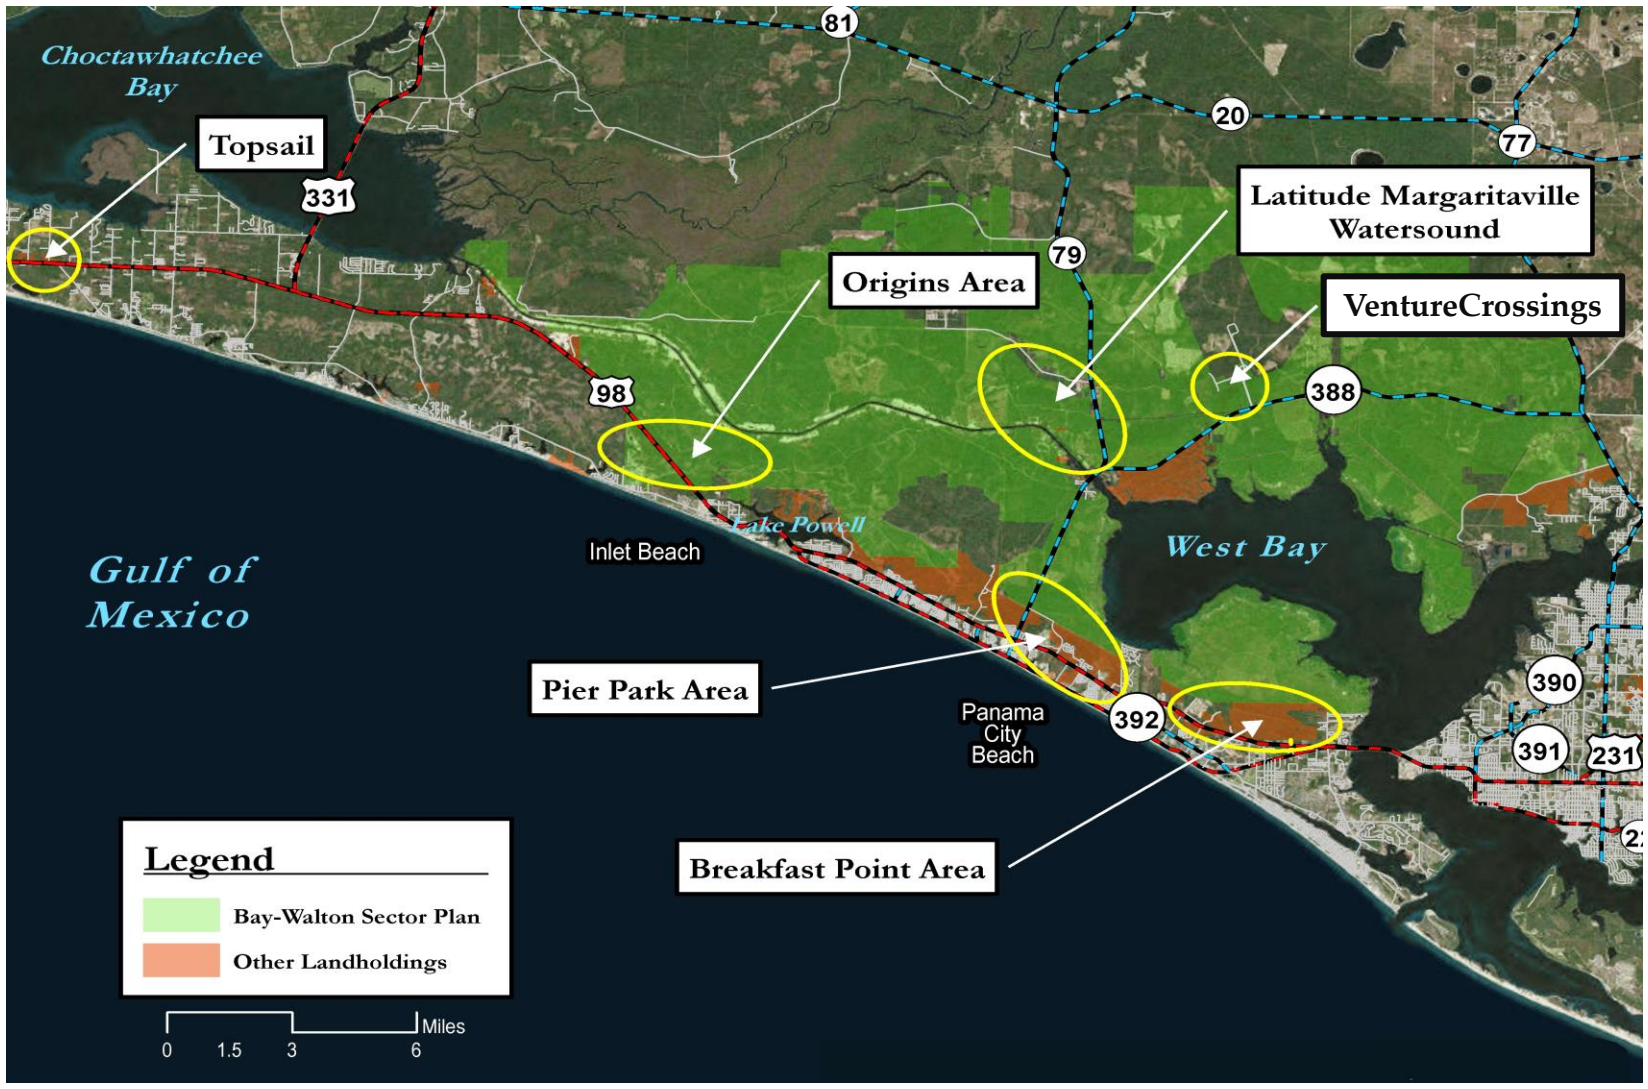 81
Choctawhatchee
Bay
20
77
Topsail
331
Latitude Margaritaville
Watersound
79
Origins Area
VentureCrossings
98
388
Lake Powell
Inlet Beach
West Bay
Gulf of
Mexico
Pier Park Area
390
Panama
City
Beach
392
391
231
22
Breakfast Point Area
Legend
Bay-Walton Sector Plan
Other Landholdings
Miles
0 1.5 3 6